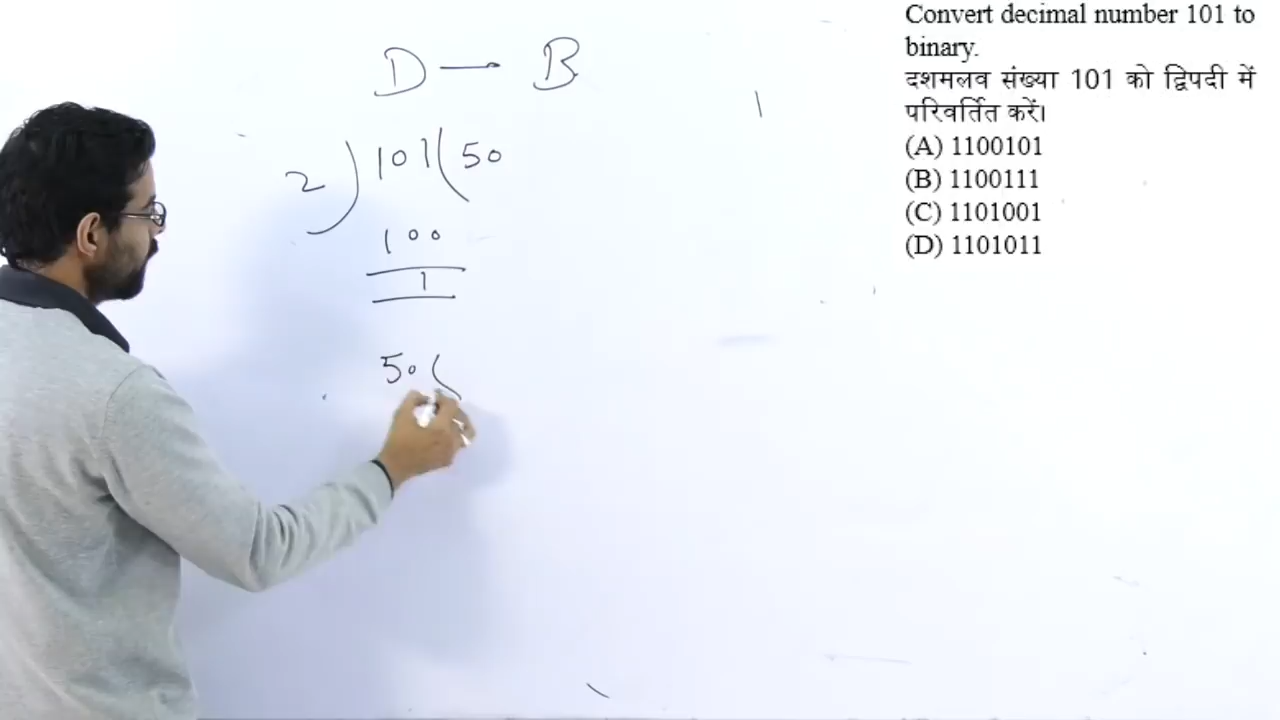 D — B
2 ) 101 ( 50
100
1
50 (
Convert decimal number 101 to
binary.
दशमलव संख्या 101 को द्विपदी में
परिवर्तित करें।
(A) 1100101
(B) 1100111
(C) 1101001
(D) 1101011